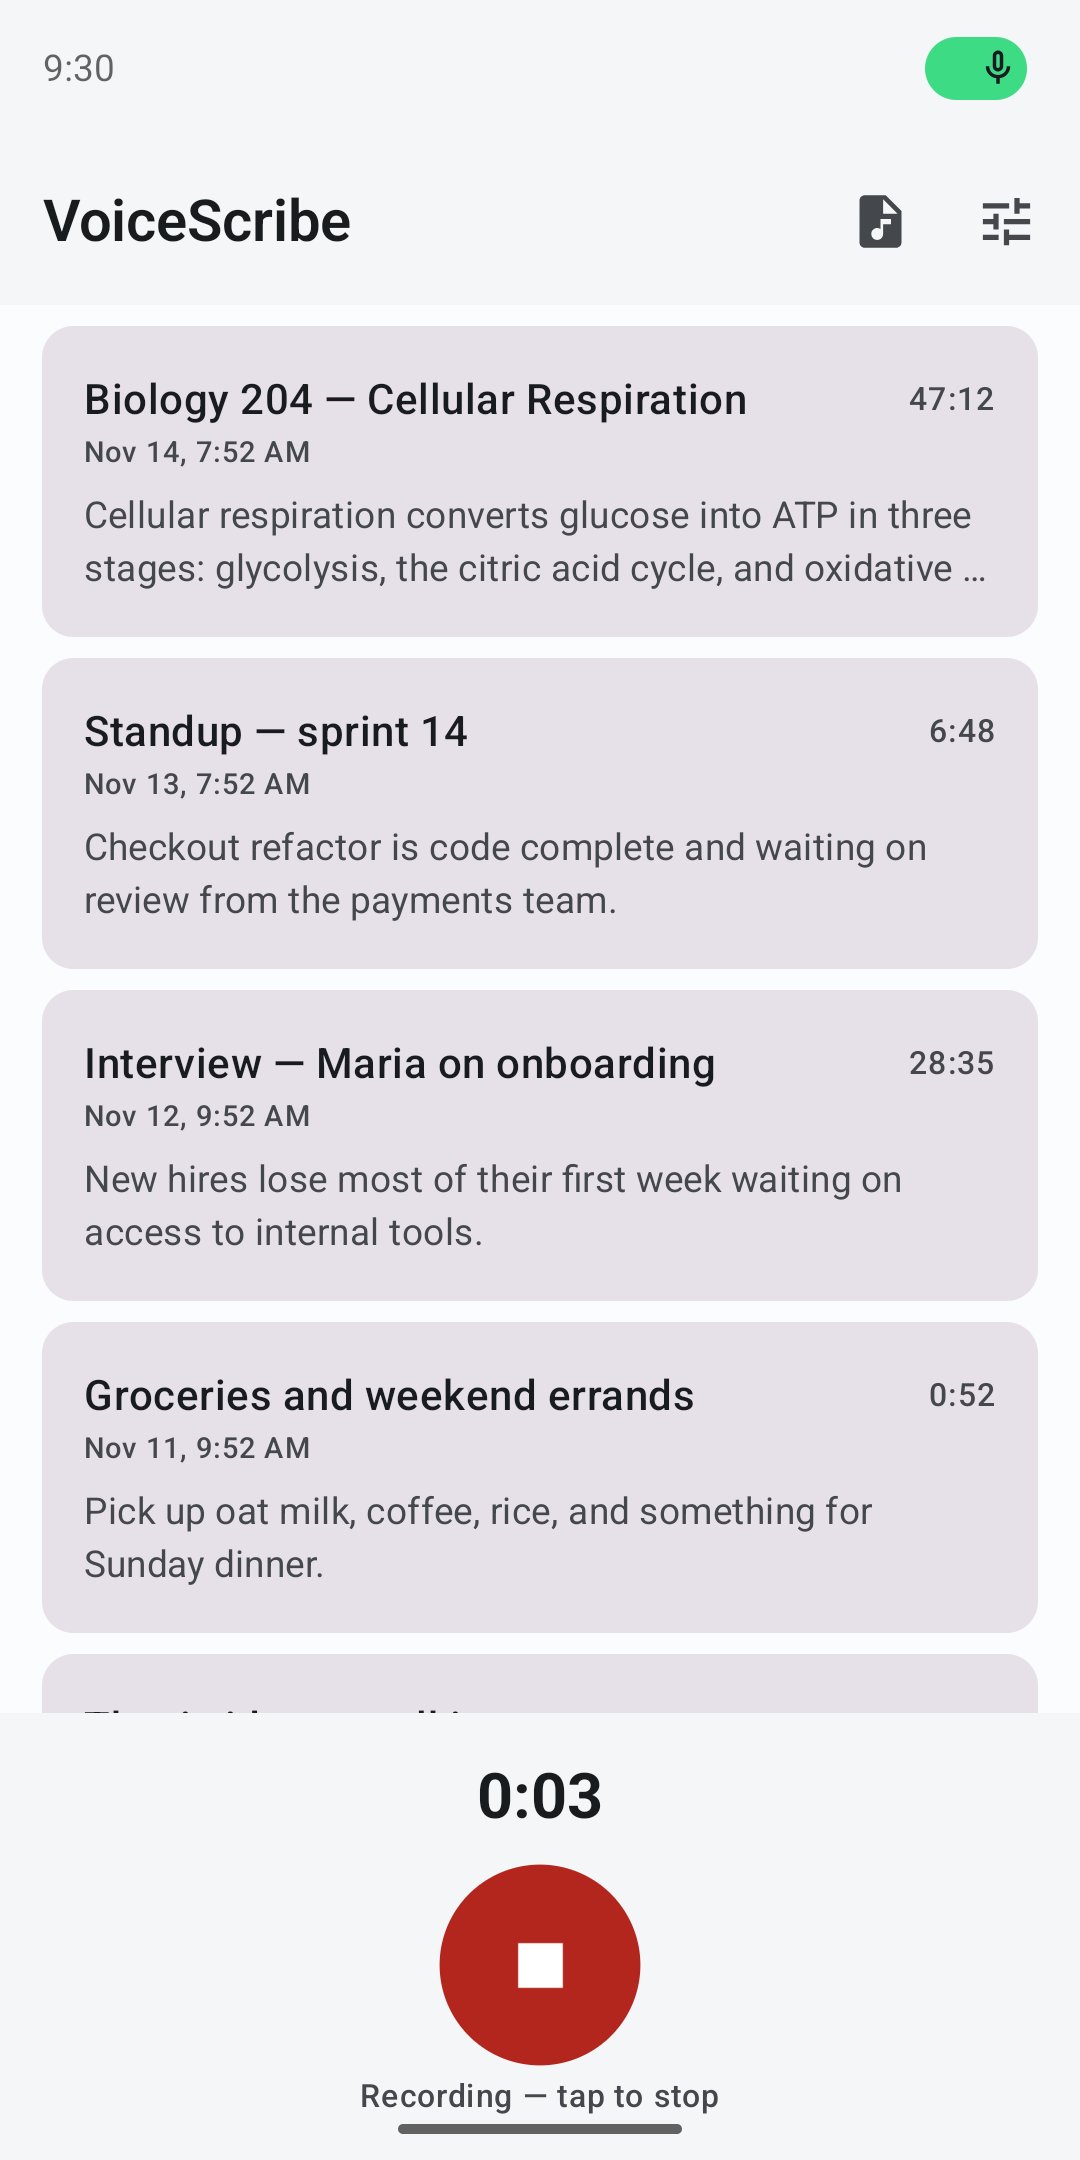 9:30
VoiceScribe
Biology 204 — Cellular Respiration 47:12
Nov 14, 7:52 AM
Cellular respiration converts glucose into ATP in three
stages: glycolysis, the citric acid cycle, and oxidative ...
Standup — sprint 14 6:48
Nov 13, 7:52 AM
Checkout refactor is code complete and waiting on
review from the payments team.
Interview — Maria on onboarding 28:35
Nov 12, 9:52 AM
New hires lose most of their first week waiting on
access to internal tools.
Groceries and weekend errands 0:52
Nov 11, 9:52 AM
Pick up oat milk, coffee, rice, and something for
Sunday dinner.
0:03
Recording — tap to stop